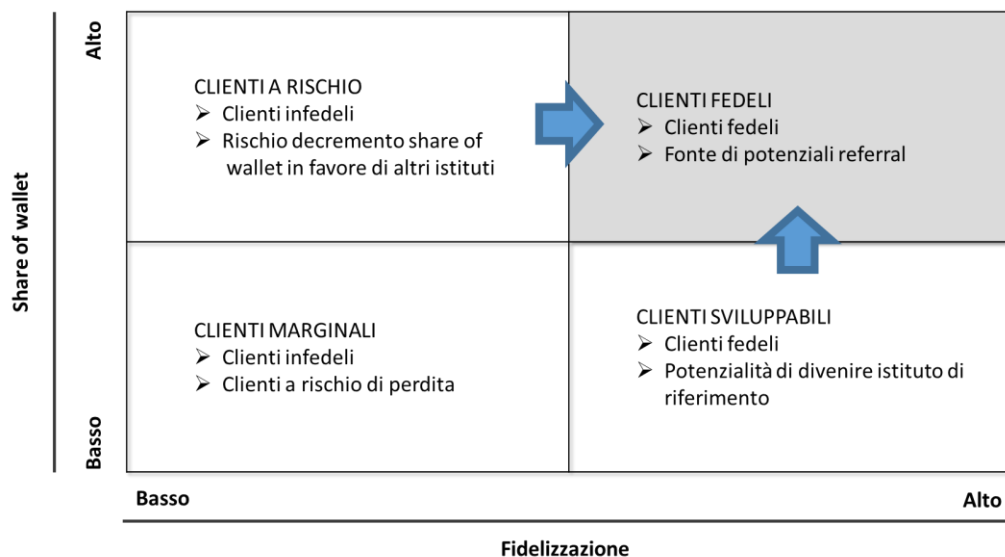 Share of wallet
Alto
Basso
CLIENTI A RISCHIO
➢ Clienti infedeli
➢ Rischio decremento share of
wallet in favore di altri istituti
CLIENTI FEDELI
➢ Clienti fedeli
➢ Fonte di potenziali referral
CLIENTI MARGINALI
➢ Clienti infedeli
➢ Clienti a rischio di perdita
CLIENTI SVILUPPABILI
➢ Clienti fedeli
➢ Potenzialità di divenire istituto di
riferimento
Basso
Alto
Fidelizzazione